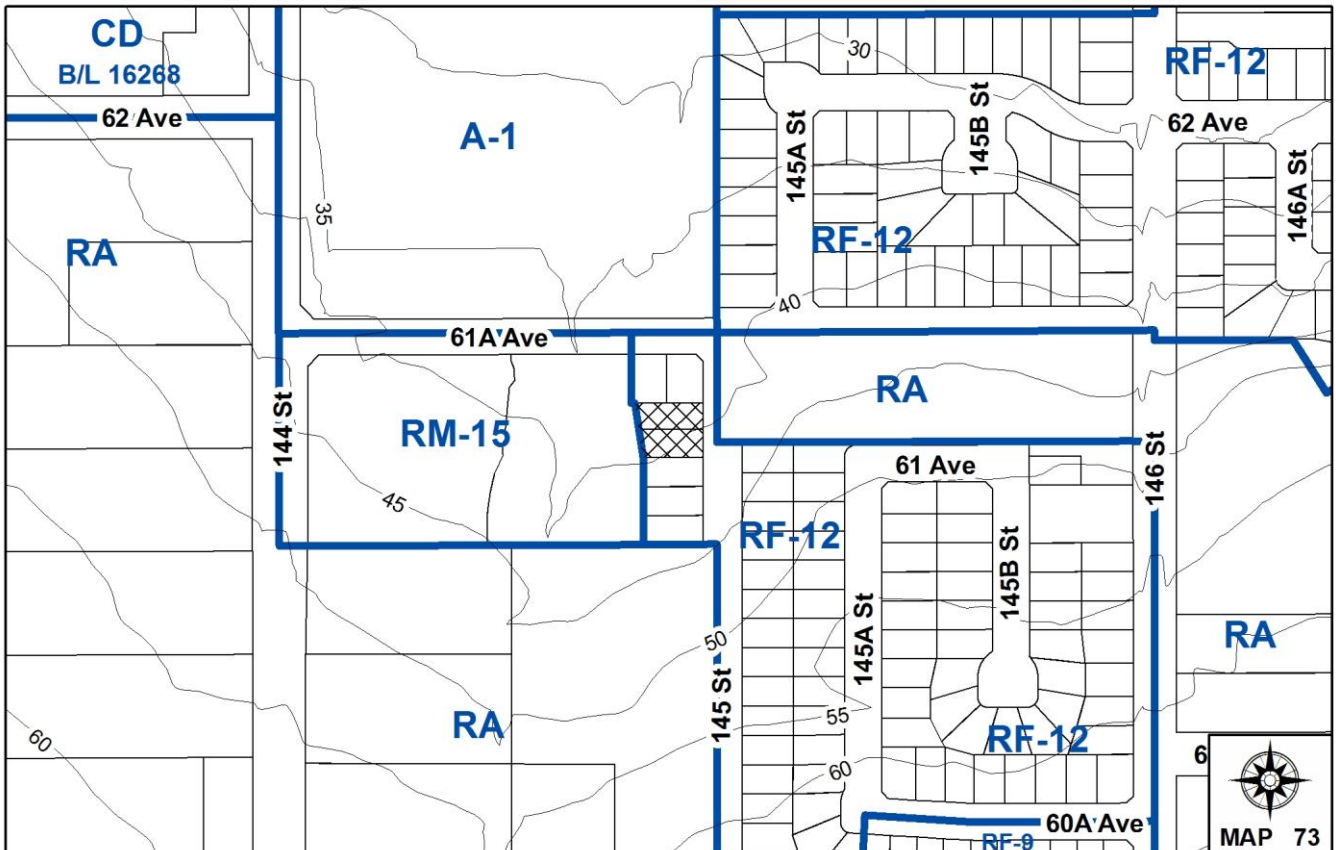 CD
B/L 16268
62 Ave
A-1
30
145A St
145B St
RF-12
62 Ave
146A St
35
RA
RF-12
40
61A Ave
144 St
RM-15
45
RA
61 Ave
146 St
RF-12
145A St
145B St
50
RA
145 St
55
RF-12
RA
60
60
60A Ave
RF-9
6
MAP 73